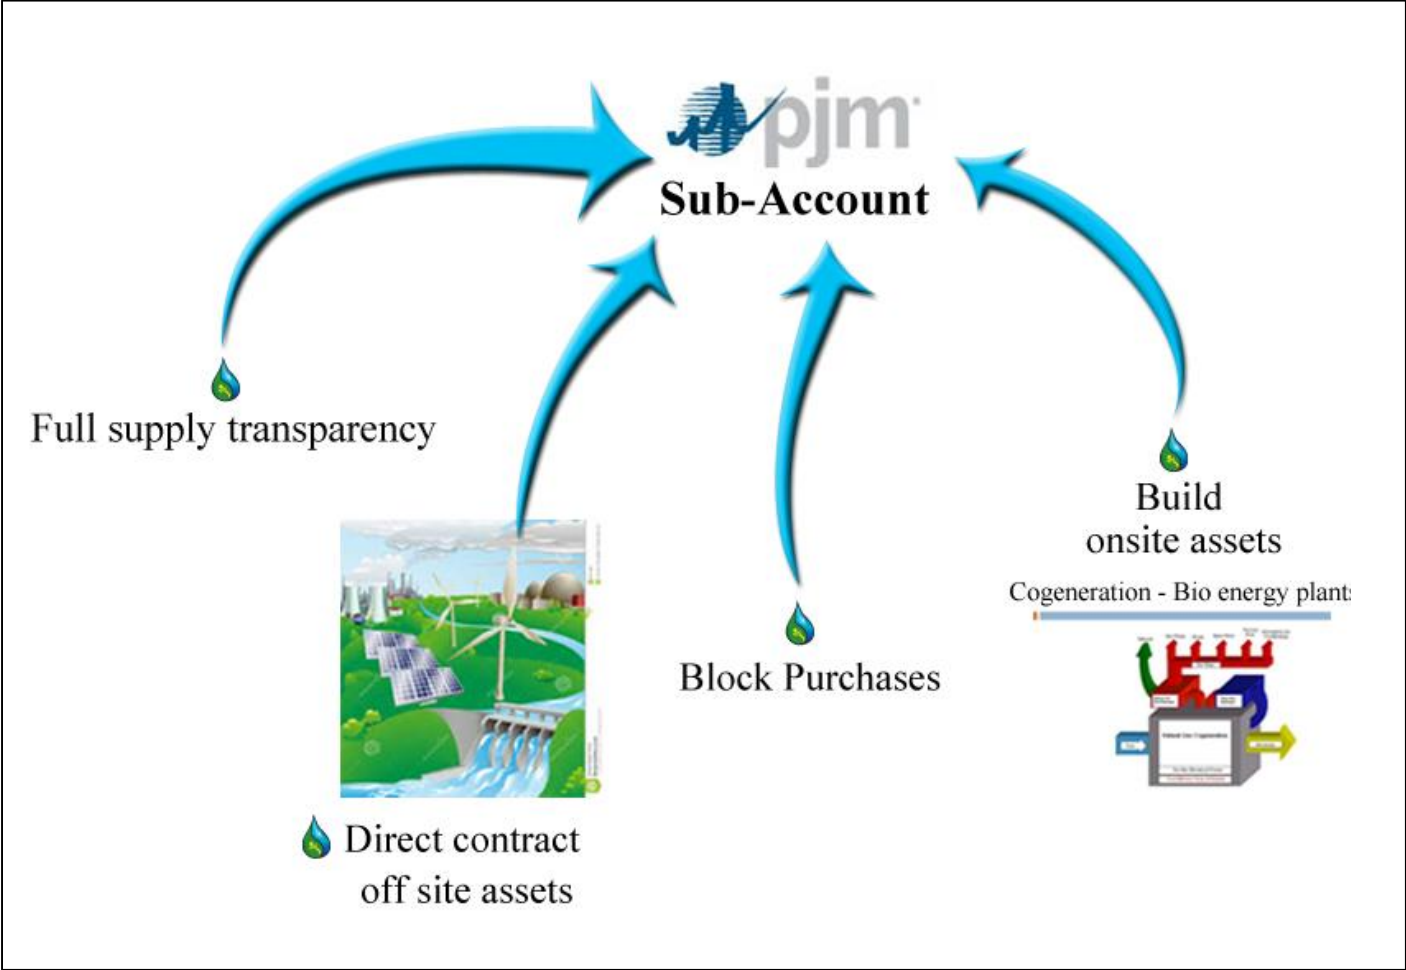 pjm
Sub-Account
Full supply transparency
Build
onsite assets
Cogeneration - Bio energy plants
Block Purchases
Direct contract
off site assets